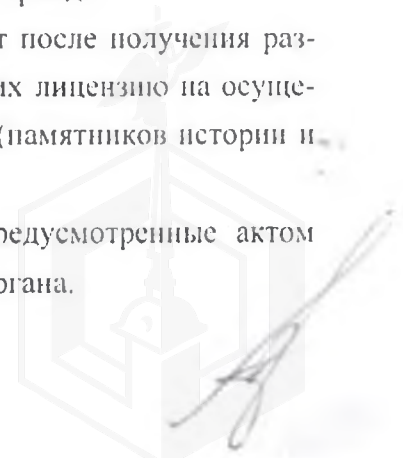 т после получения раз-
их лицензию на осуще-
(памятников истории и
редусмотренные актом
ргана.